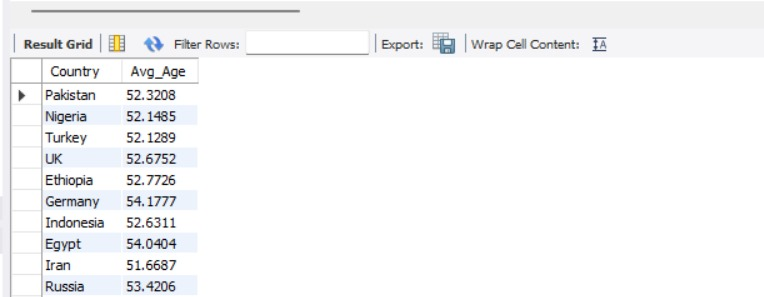 Result Grid Filter Rows: Export: Wrap Cell Content: IA
Country Avg_Age
Pakistan 52.3208
Nigeria 52.1485
Turkey 52.1289
UK 52.6752
Ethiopia 52.7726
Germany 54.1777
Indonesia 52.6311
Egypt 54.0404
Iran 51.6687
Russia 53.4206